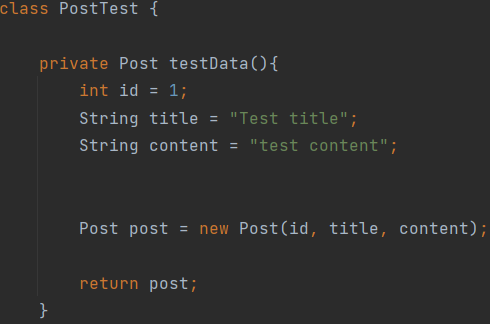 class PostTest {
private Post testData(){
int id = 1;
String title = "Test title";
String content = "test content";
Post post = new Post(id, title, content);
return post;
}